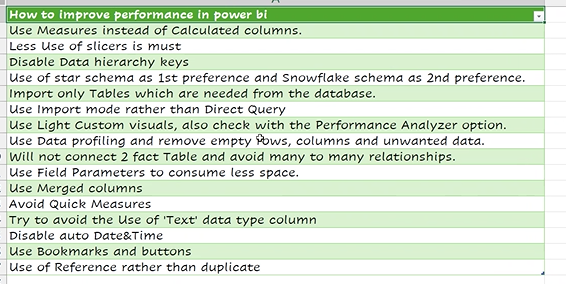 How to improve performance in power bi
Use Measures instead of Calculated columns.
Less Use of slicers is must
Disable Data hierarchy keys
Use of star schema as 1st preference and Snowflake schema as 2nd preference.
Import only Tables which are needed from the database.
Use Import mode rather than Direct Query
Use Light Custom visuals, also check with the Performance Analyzer option.
Use Data profiling and remove empty rows, columns and unwanted data.
Will not connect 2 fact Table and avoid many to many relationships.
Use Field Parameters to consume less space.
Use Merged columns
Avoid Quick Measures
Try to avoid the Use of 'Text' data type column
Disable auto Date&Time
Use Bookmarks and buttons
Use of Reference rather than duplicate